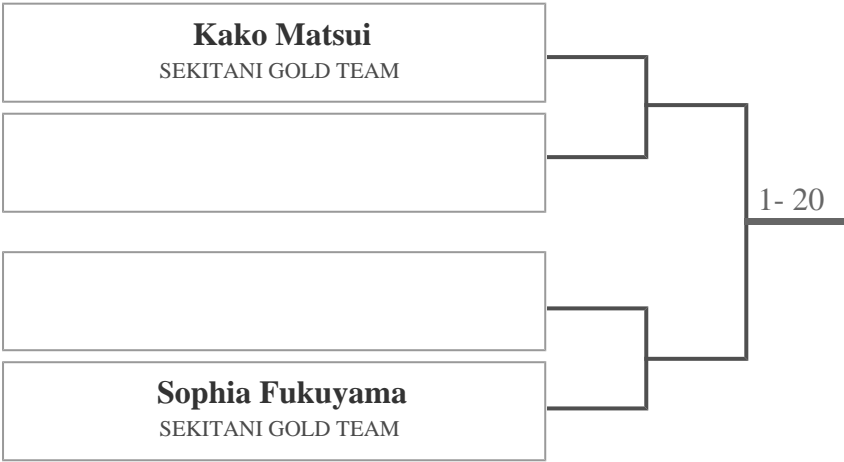 Kako Matsui
SEKITANI GOLD TEAM
1- 20
Sophia Fukuyama
SEKITANI GOLD TEAM